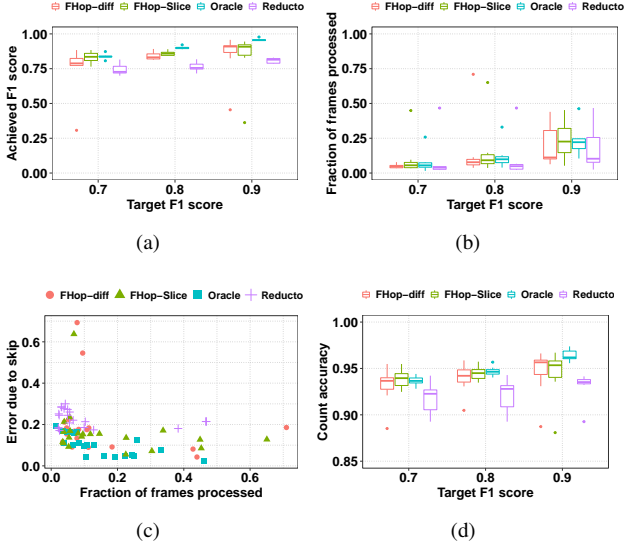 FHop-diff FHop-Slice Oracle Reducto
Achieved F1 score
1.00
0.75
0.50
0.25
0.00
0.7 0.8 0.9
Target F1 score
(a)
FHop-diff FHop-Slice Oracle Reducto
Fraction of frames processed
1.00
0.75
0.50
0.25
0.00
0.7 0.8 0.9
Target F1 score
(b)
FHop-diff FHop-Slice Oracle Reducto
Error due to skip
0.6
0.4
0.2
0.0
0.0 0.2 0.4 0.6 0.8
Fraction of frames processed
(c)
FHop-diff FHop-Slice Oracle Reducto
Count accuracy
1.00
0.95
0.90
0.85
0.7 0.8 0.9
Target F1 score
(d)